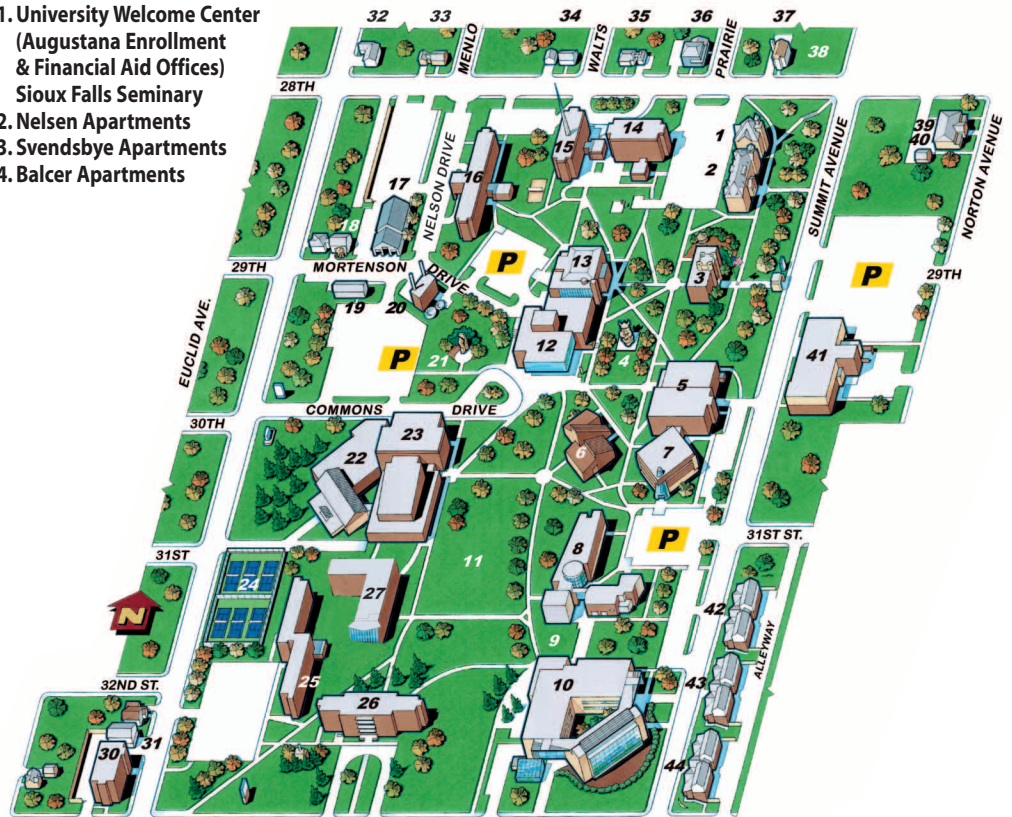 1. University Welcome Center
(Augustana Enrollment
& Financial Aid Offices)
Sioux Falls Seminary
2. Nelsen Apartments
3. Svendsbye Apartments
4. Balcer Apartments
32 33 34 35 36 37
MENLO WALTS PRAIRIE 38
28TH
NELSON DRIVE
SUMMIT AVENUE
NORTON AVENUE
1
2
14
15
16
17
18
39
40
29TH
MORTENSON DRIVE
P
13
3
P
29TH
19 20
EUCLID AVE.
P
21
12
4
41
5
COMMONS DRIVE
30TH
23
22
6
7
P
31ST ST.
31ST
24
27
11
8
42
N
9
ALLEYWAY
32ND ST.
25
26
10
43
30
31
44